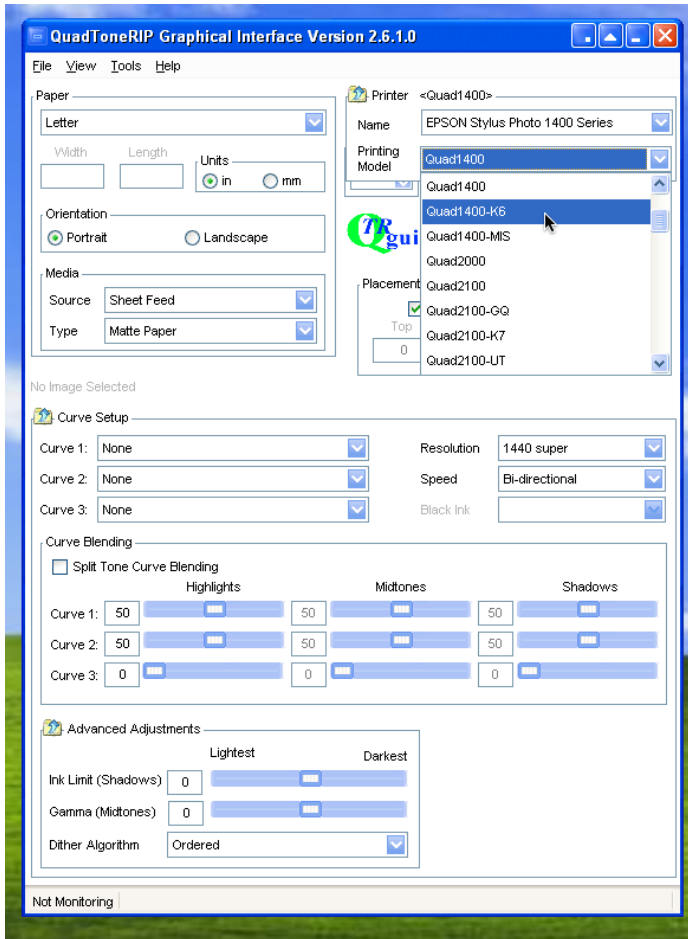 QuadToneRIP Graphical Interface Version 2.6.1.0
File View Tools Help
Paper
Letter
Width Length Units
in mm
Orientation
Portrait Landscape
Media
Source Sheet Feed
Type Matte Paper
Printer <Quad1400>
Name EPSON Stylus Photo 1400 Series
Printing Model Quad1400
Quad1400
Quad1400-K6
Quad1400-MIS
Quad2000
Quad2100
Quad2100-GQ
Quad2100-K7
Quad2100-UT
QTRgui
Placement
Top
0
No Image Selected
Curve Setup
Curve 1: None Resolution 1440 super
Curve 2: None Speed Bi-directional
Curve 3: None Black Ink
Curve Blending
Split Tone Curve Blending
Highlights Midtones Shadows
Curve 1: 50 50 50
Curve 2: 50 50 50
Curve 3: 0 0 0
Advanced Adjustments
Lightest Darkest
Ink Limit (Shadows) 0
Gamma (Midtones) 0
Dither Algorithm Ordered
Not Monitoring